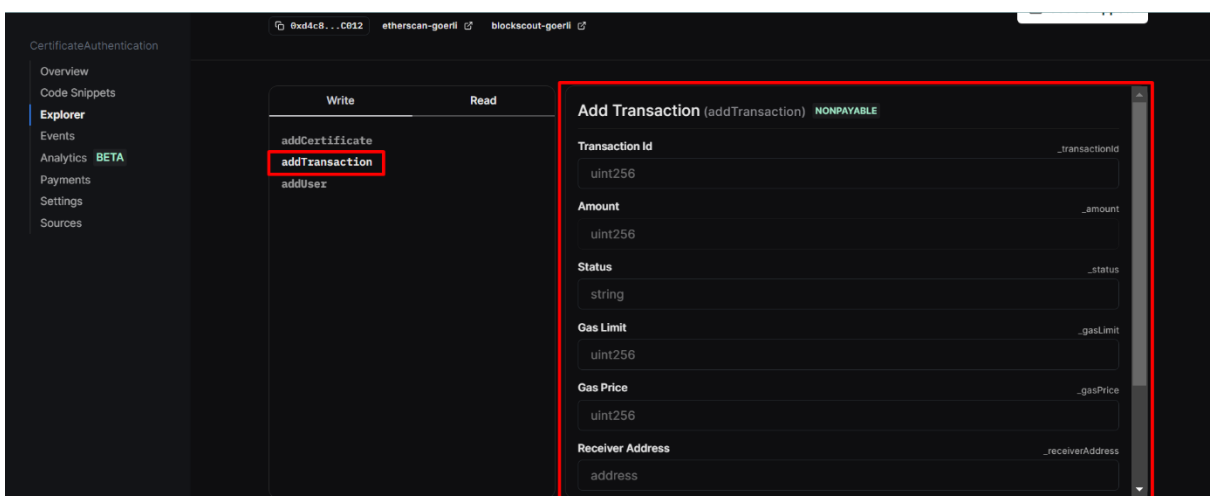 0xd4c8...C012 etherscan-goerli blockscout-goerli
CertificateAuthentication
Overview
Code Snippets
Explorer
Events
Analytics BETA
Payments
Settings
Sources
Write Read
addCertificate
addTransaction
addUser
Add Transaction (addTransaction) NONPAYABLE
Transaction Id _transactionId
uint256
Amount _amount
uint256
Status _status
string
Gas Limit _gasLimit
uint256
Gas Price _gasPrice
uint256
Receiver Address _receiverAddress
address